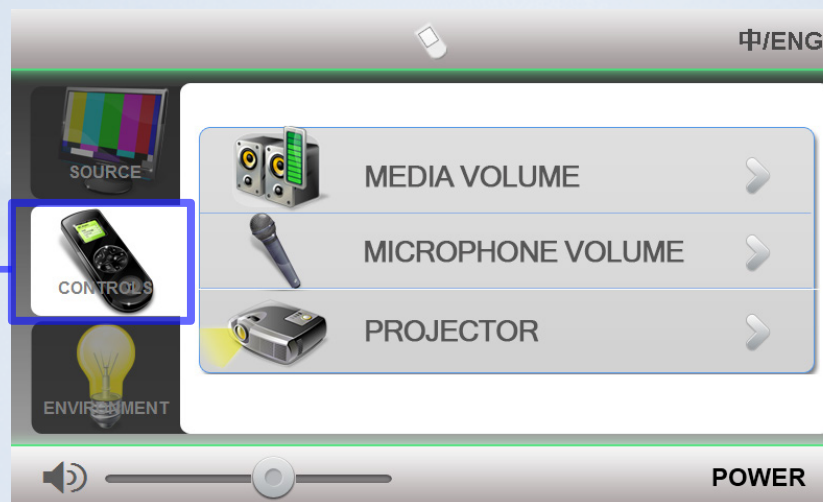 中/ENG
SOURCE
CONTROLS
ENVIRONMENT
MEDIA VOLUME
MICROPHONE VOLUME
PROJECTOR
POWER